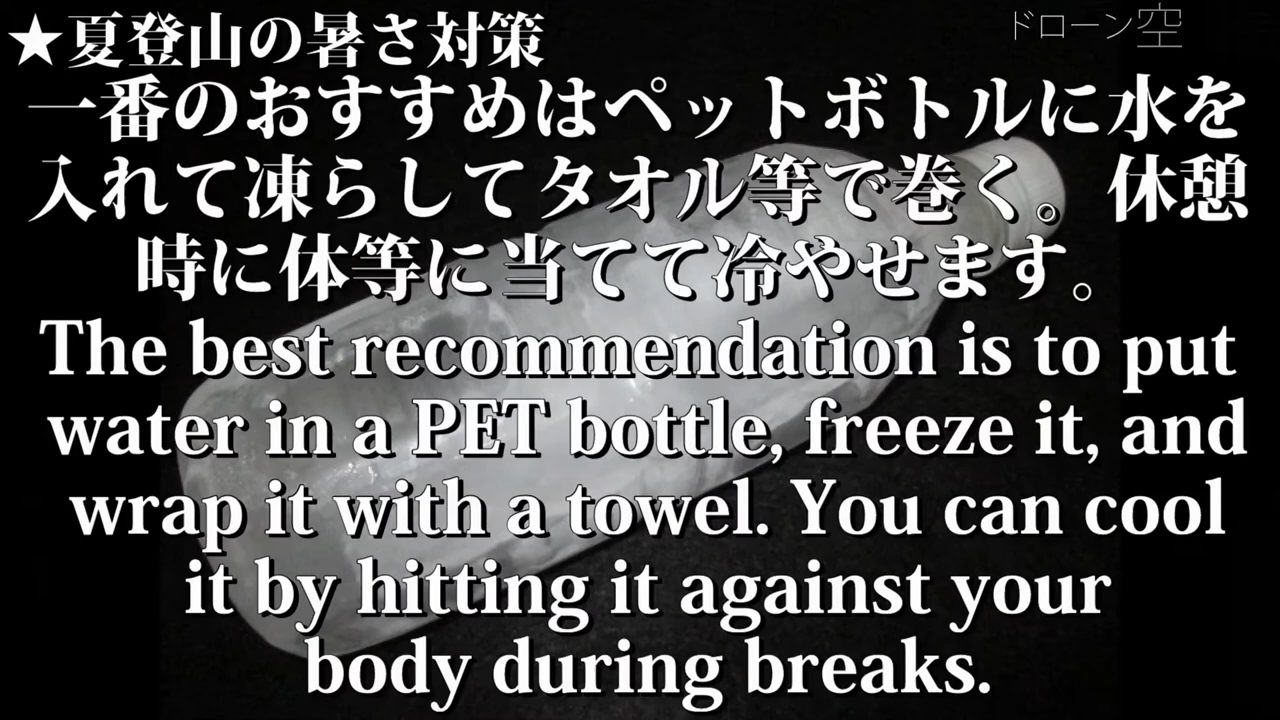 ★夏登山の暑さ対策
ドローン空
一番のおすすめはペットボトルに水を
入れて凍らしてタオル等で巻く。 休憩
時に体等に当てて冷やせます。
The best recommendation is to put
water in a PET bottle, freeze it, and
wrap it with a towel. You can cool
it by hitting it against your
body during breaks.